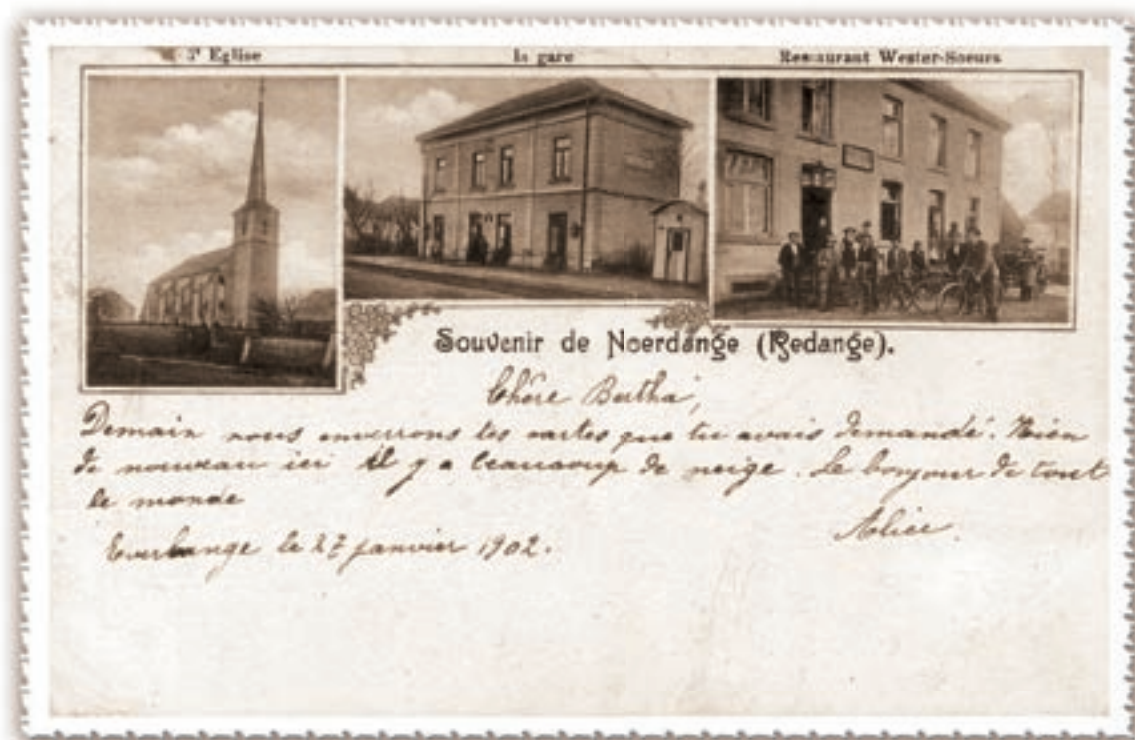 l'Eglise
la gare
Restaurant Wester-Soeurs
Souvenir de Noerdange (Redange).
Chère Bertha,
Demain nous enverrons les cartes que tu avais demandé. Rien
de nouveau ici il y a beaucoup de neige. Le bonjour de tout
le monde
Alice.
Everlange le 27 janvier 1902.